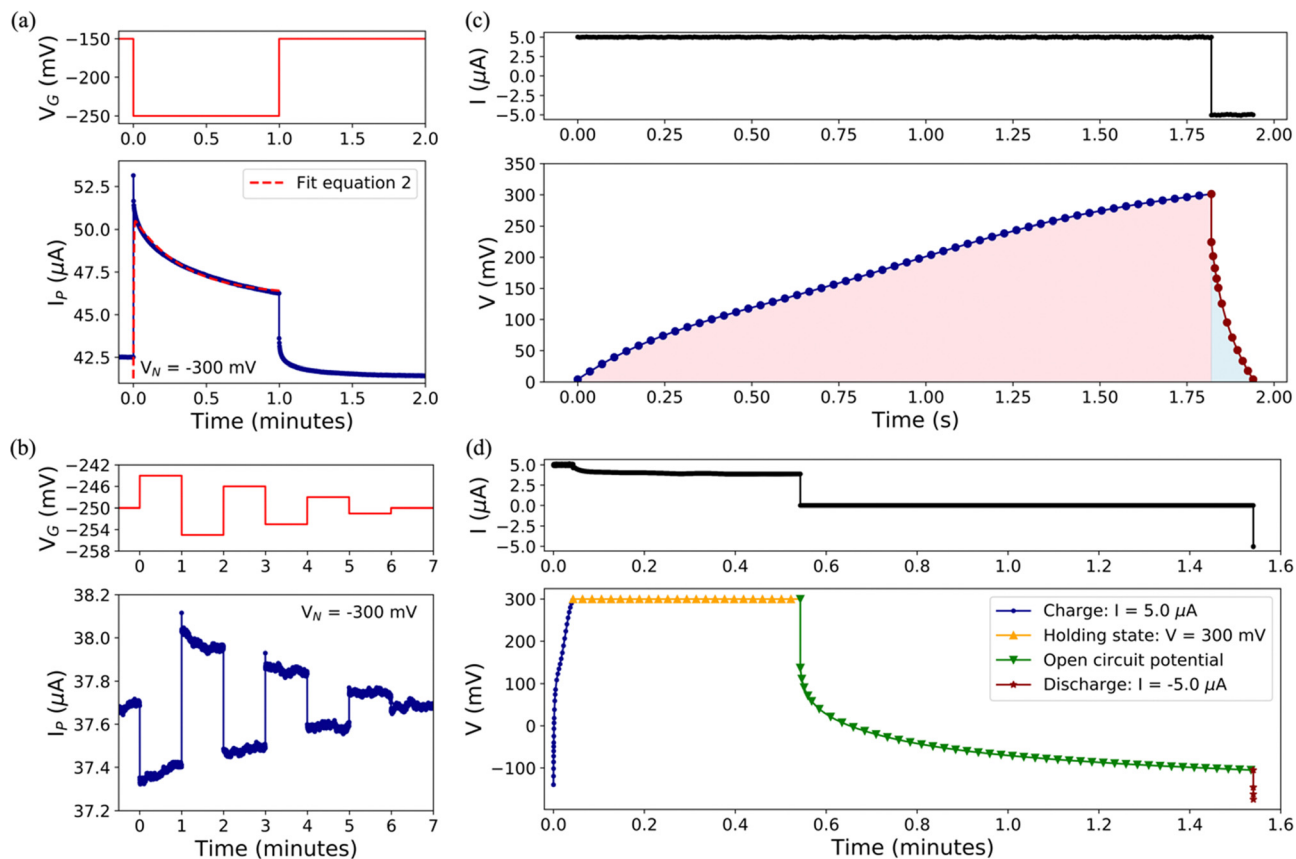 (a)
−150
−200
−250
V_G (mV)
0.0 0.5 1.0 1.5 2.0
52.5
50.0
47.5
45.0
42.5
I_P (μA)
Fit equation 2
V_N = -300 mV
0.0 0.5 1.0 1.5 2.0
Time (minutes)
(c)
5.0
2.5
0.0
−2.5
−5.0
I (μA)
0.00 0.25 0.50 0.75 1.00 1.25 1.50 1.75 2.00
350
300
250
200
150
100
50
0
V (mV)
0.00 0.25 0.50 0.75 1.00 1.25 1.50 1.75 2.00
Time (s)
(b)
−242
−246
−250
−254
−258
V_G (mV)
0 1 2 3 4 5 6 7
38.2
38.0
37.8
37.6
37.4
37.2
I_P (μA)
V_N = -300 mV
0 1 2 3 4 5 6 7
Time (minutes)
(d)
5.0
2.5
0.0
−2.5
−5.0
I (μA)
0.0 0.2 0.4 0.6 0.8 1.0 1.2 1.4 1.6
300
200
100
0
−100
V (mV)
Charge: I = 5.0 μA
Holding state: V = 300 mV
Open circuit potential
Discharge: I = -5.0 μA
0.0 0.2 0.4 0.6 0.8 1.0 1.2 1.4 1.6
Time (minutes)